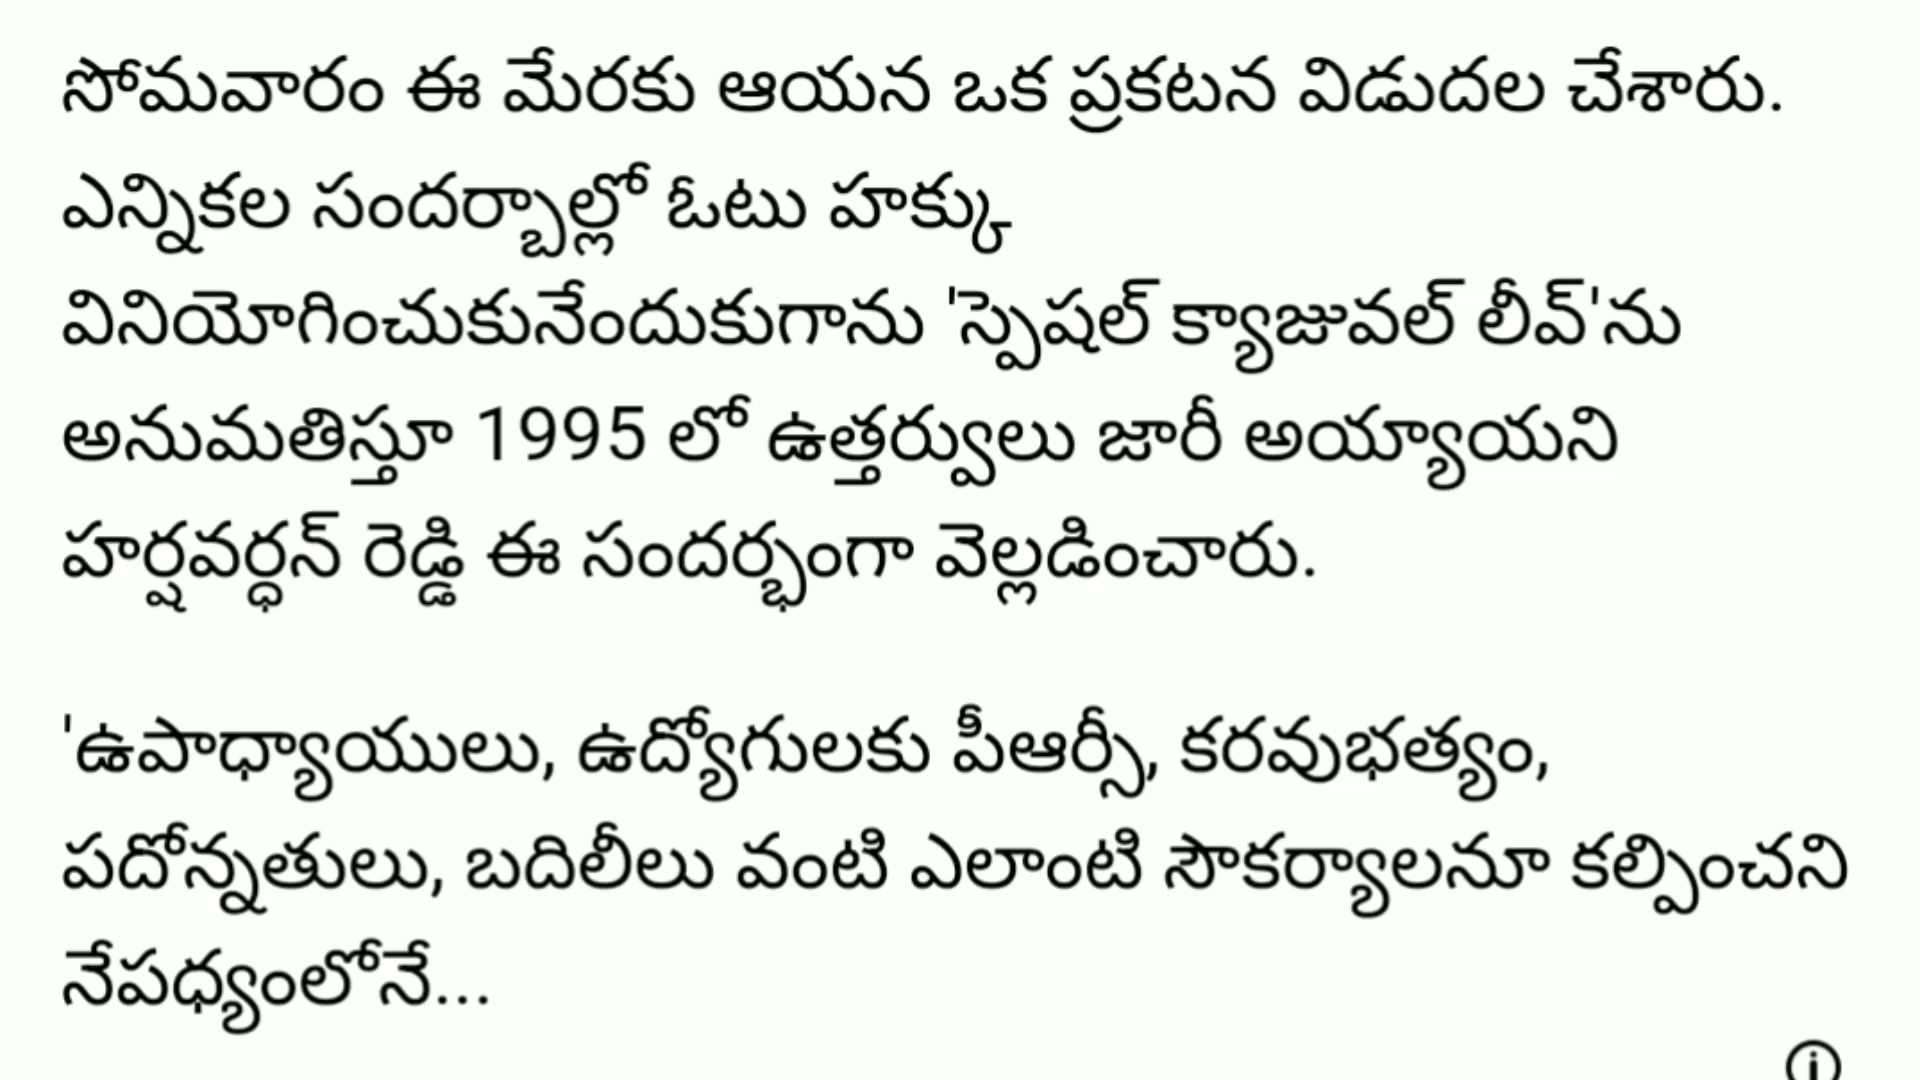 సోమవారం ఈ మేరకు ఆయన ఒక ప్రకటన విడుదల చేశారు.
ఎన్నికల సందర్బాల్లో ఓటు హక్కు
వినియోగించుకునేందుకుగాను 'స్పెషల్ క్యాజువల్ లీవ్'ను
అనుమతిస్తూ 1995 లో ఉత్తర్వులు జారీ అయ్యాయని
హర్షవర్ధన్ రెడ్డి ఈ సందర్భంగా వెల్లడించారు.
'ఉపాధ్యాయులు, ఉద్యోగులకు పీఆర్సీ, కరవుభత్యం,
పదోన్నతులు, బదిలీలు వంటి ఎలాంటి సౌకర్యాలనూ కల్పించని
నేపధ్యంలోనే...